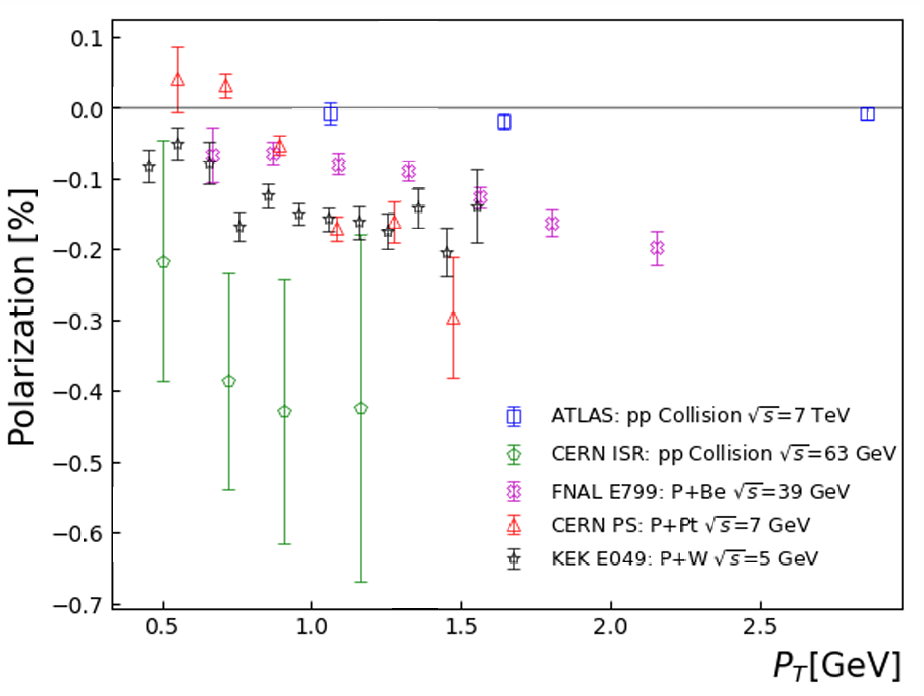 Polarization [%]
0.1
0.0
−0.1
−0.2
−0.3
−0.4
−0.5
−0.6
−0.7
ATLAS: pp Collision √s=7 TeV
CERN ISR: pp Collision √s=63 GeV
FNAL E799: P+Be √s=39 GeV
CERN PS: P+Pt √s=7 GeV
KEK E049: P+W √s=5 GeV
0.5 1.0 1.5 2.0 2.5
P_T[GeV]